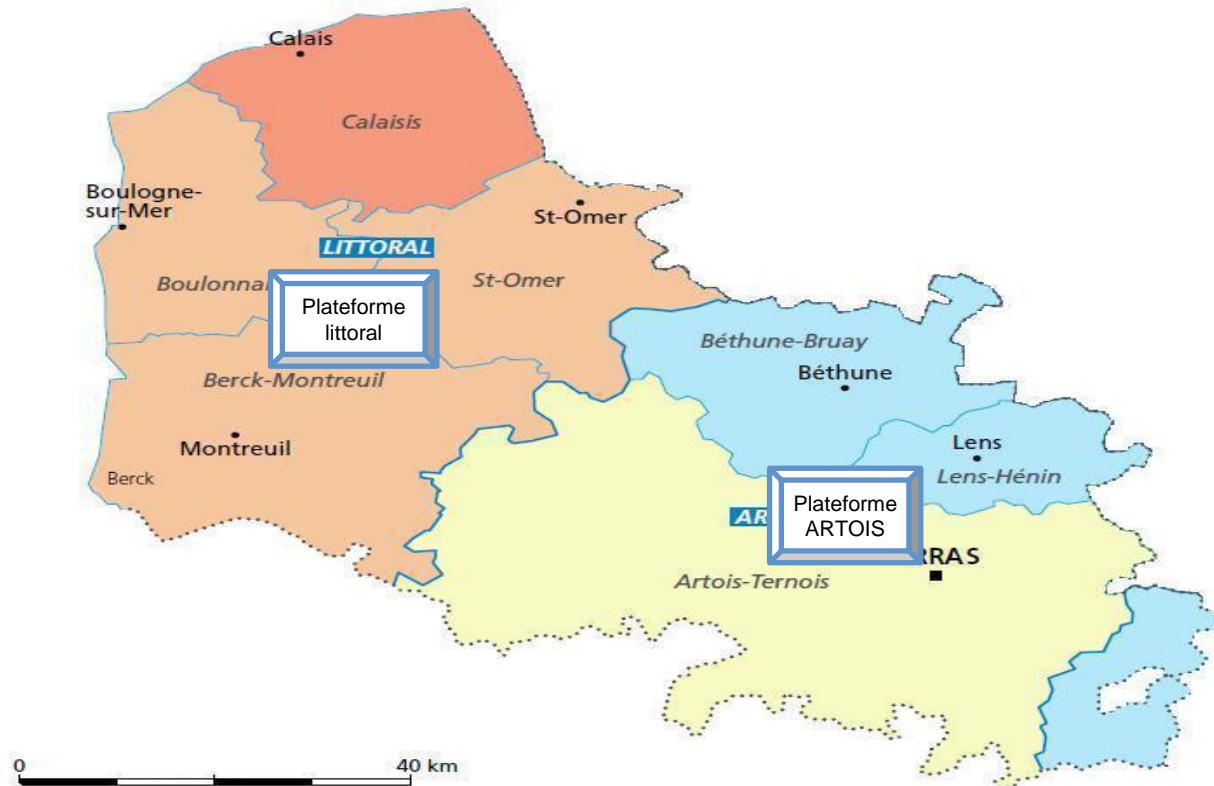 Calais
Calaisis
Boulogne-
sur-Mer
St-Omer
LITTORAL
Boulonna
St-Omer
Plateforme
littoral
Béthune-Bruay
Berck-Montreuil
Béthune
Montreuil
Lens
Berck
Lens-Hénin
Plateforme
ARTOIS
AR
RRAS
Artois-Ternois
0 40 km